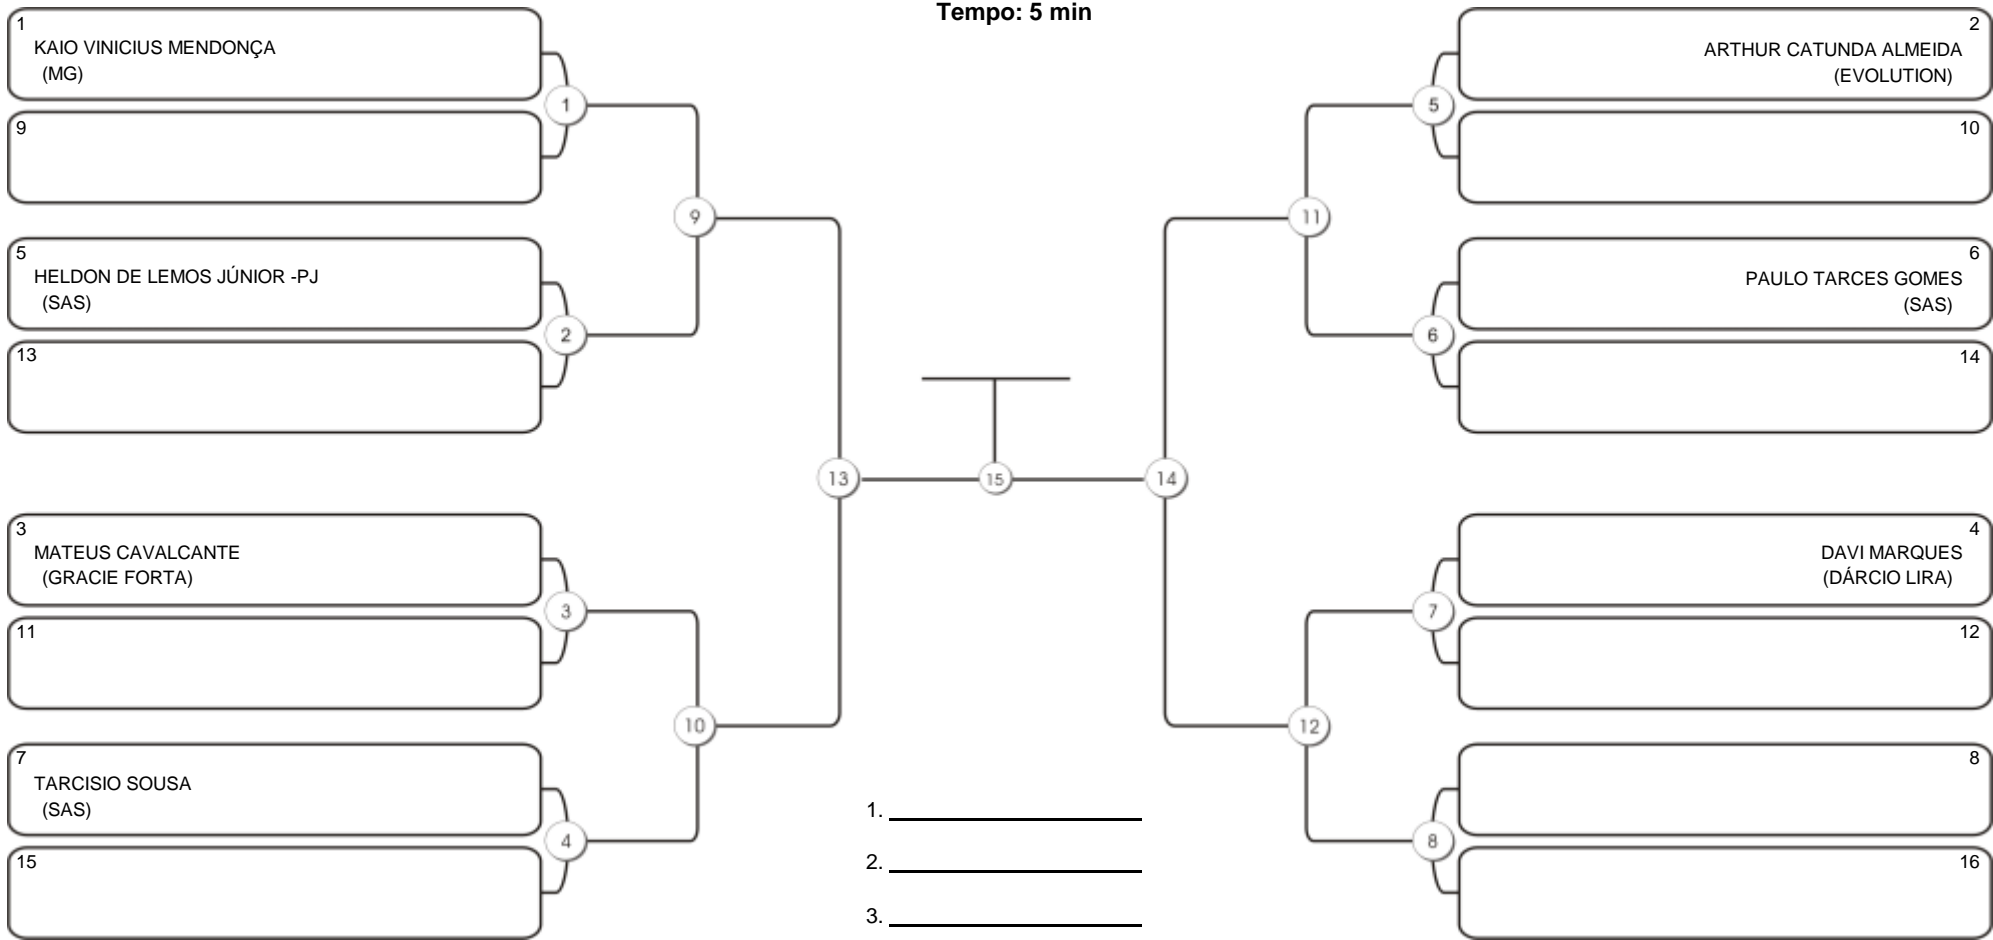 Tempo: 5 min
1
KAIO VINICIUS MENDONÇA
(MG)
9
1
5
HELDON DE LEMOS JÚNIOR -PJ
(SAS)
13
2
9
3
MATEUS CAVALCANTE
(GRACIE FORTA)
11
3
7
TARCISIO SOUSA
(SAS)
15
4
10
13
15
14
2
ARTHUR CATUNDA ALMEIDA
(EVOLUTION)
10
5
6
PAULO TARCES GOMES
(SAS)
14
6
11
4
DAVI MARQUES
(DÁRCIO LIRA)
12
7
8
16
8
12
1.
2.
3.